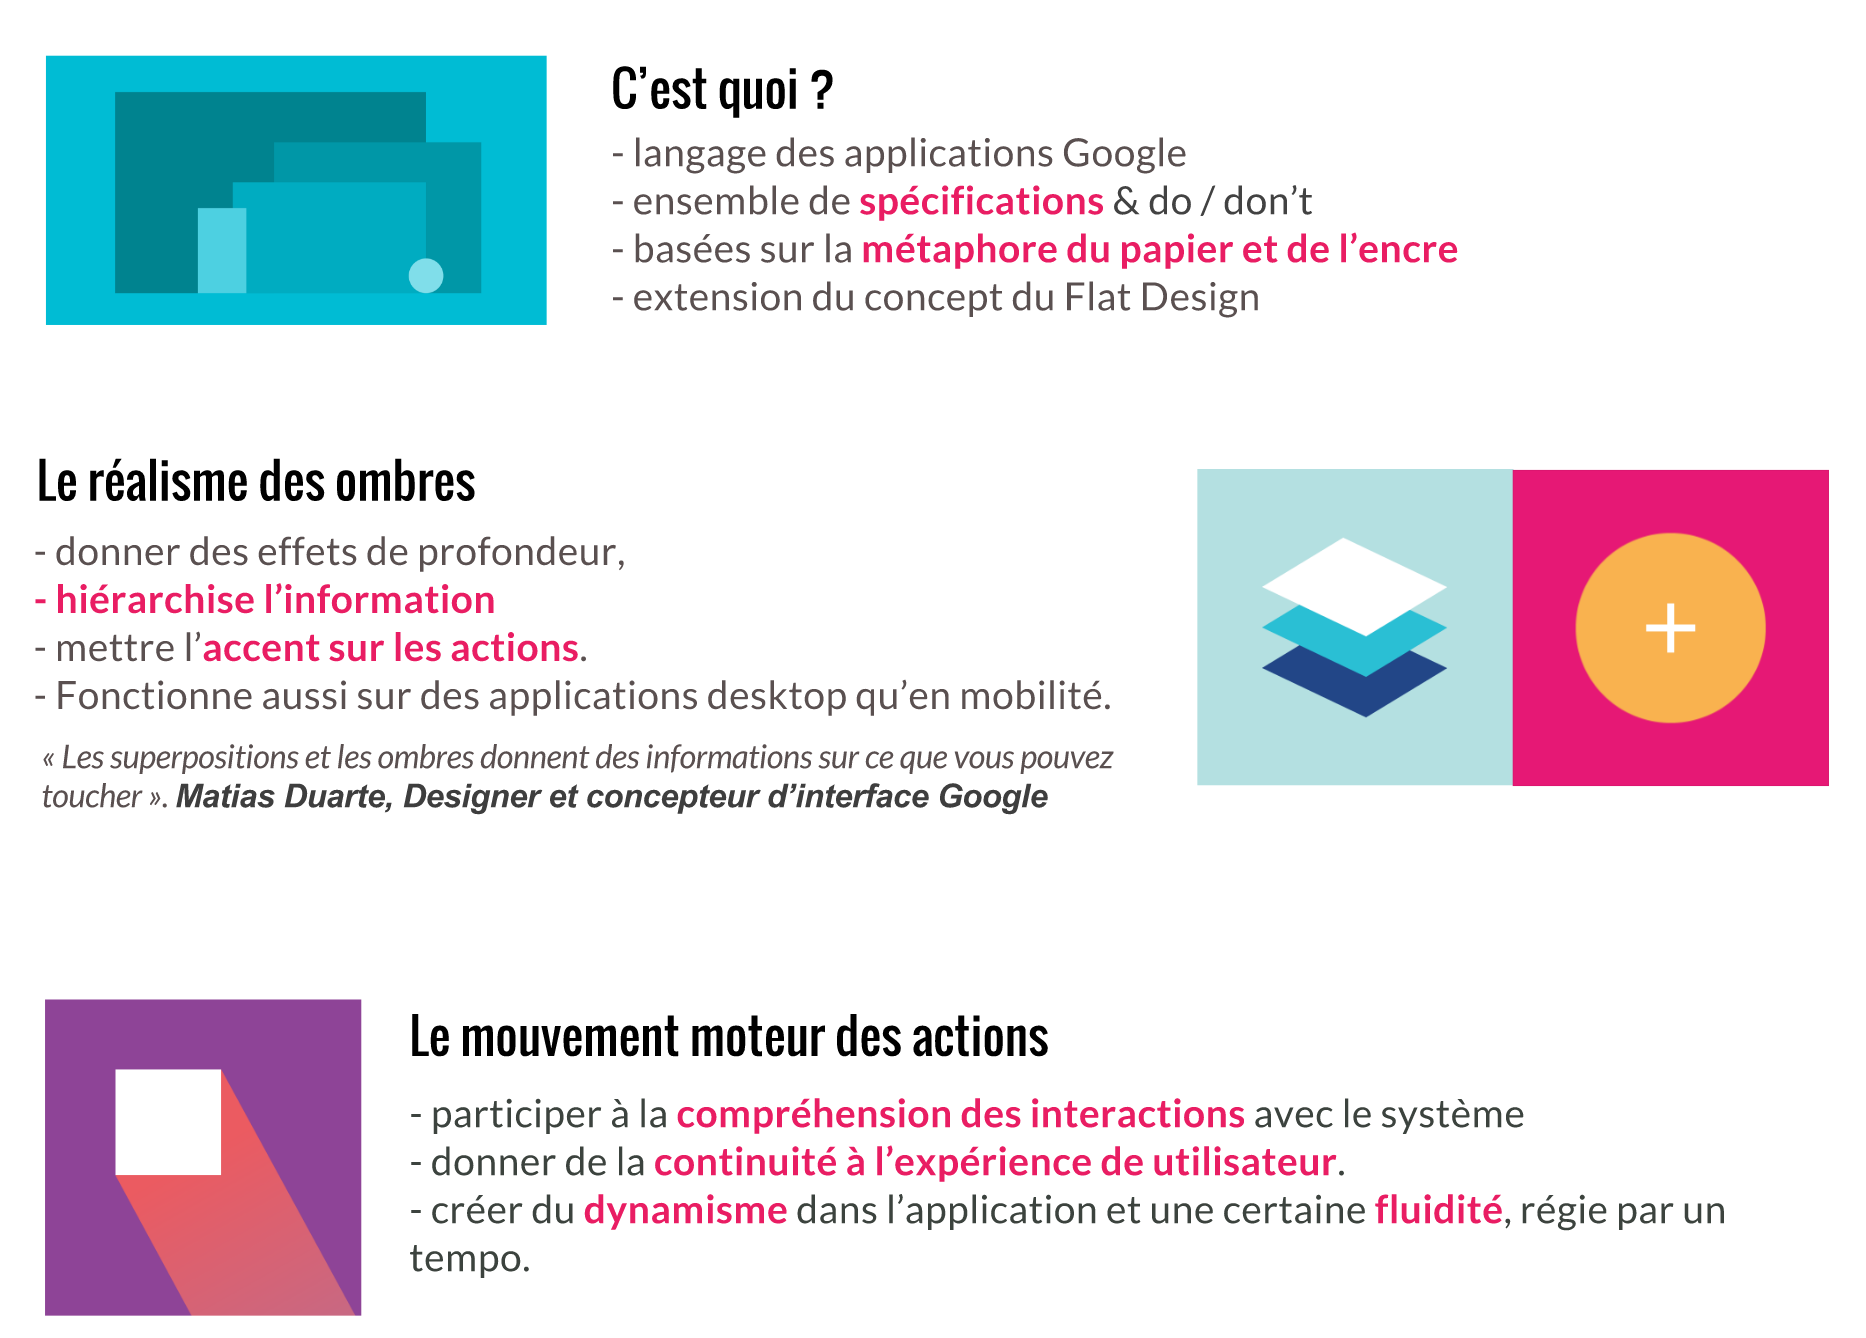 C’est quoi ?
- langage des applications Google
- ensemble de spécifications & do / don’t
- basées sur la métaphore du papier et de l’encre
- extension du concept du Flat Design
Le réalisme des ombres
- donner des effets de profondeur,
- hiérarchise l’information
- mettre l’accent sur les actions.
- Fonctionne aussi sur des applications desktop qu’en mobilité.
« Les superpositions et les ombres donnent des informations sur ce que vous pouvez
toucher ». Matias Duarte, Designer et concepteur d’interface Google
Le mouvement moteur des actions
- participer à la compréhension des interactions avec le système
- donner de la continuité à l’expérience de utilisateur.
- créer du dynamisme dans l’application et une certaine fluidité, régie par un
tempo.